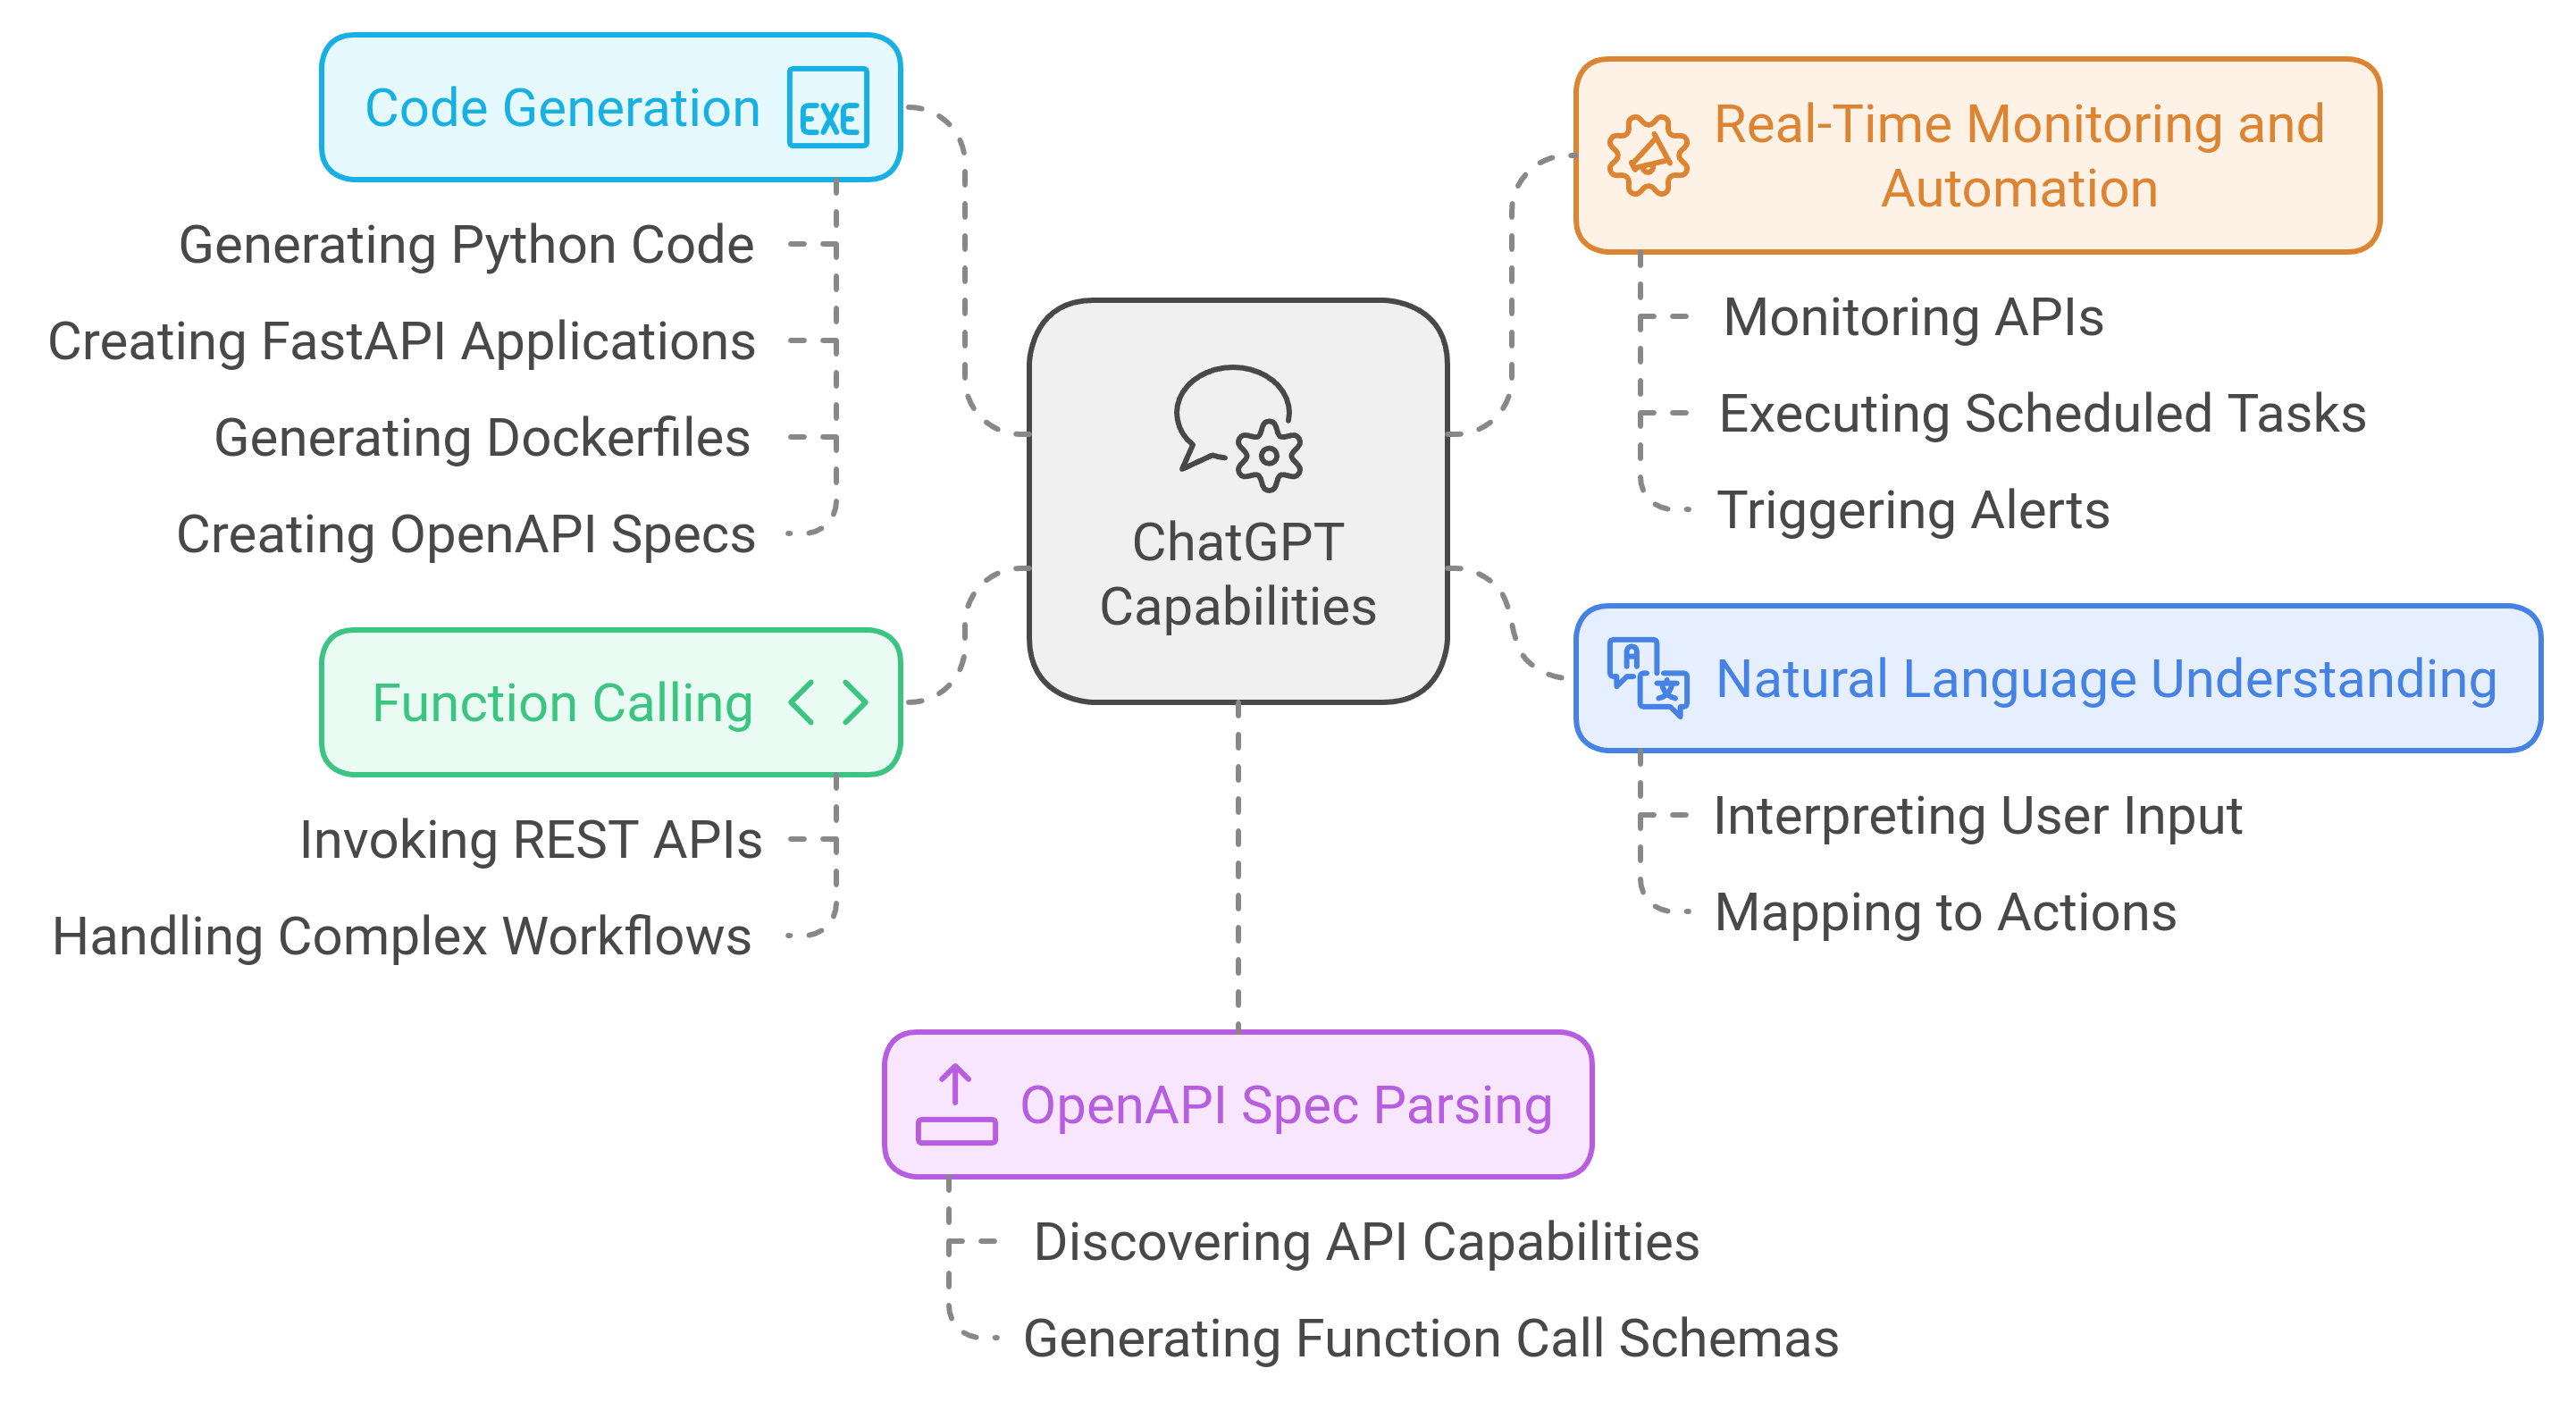 Code Generation
EXE
Generating Python Code
Creating FastAPI Applications
Generating Dockerfiles
Creating OpenAPI Specs
Function Calling
Invoking REST APIs
Handling Complex Workflows
ChatGPT
Capabilities
Real-Time Monitoring and
Automation
Monitoring APIs
Executing Scheduled Tasks
Triggering Alerts
A
文
Natural Language Understanding
Interpreting User Input
Mapping to Actions
OpenAPI Spec Parsing
Discovering API Capabilities
Generating Function Call Schemas